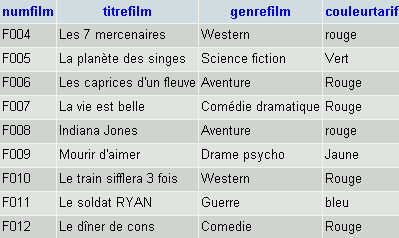 numfilm titrefilm genrefilm couleurtarif
F004 Les 7 mercenaires Western rouge
F005 La planète des singes Science fiction Vert
F006 Les caprices d'un fleuve Aventure Rouge
F007 La vie est belle Comédie dramatique Rouge
F008 Indiana Jones Aventure rouge
F009 Mourir d'aimer Drame psycho Jaune
F010 Le train sifflera 3 fois Western Rouge
F011 Le soldat RYAN Guerre bleu
F012 Le dîner de cons Comedie Rouge